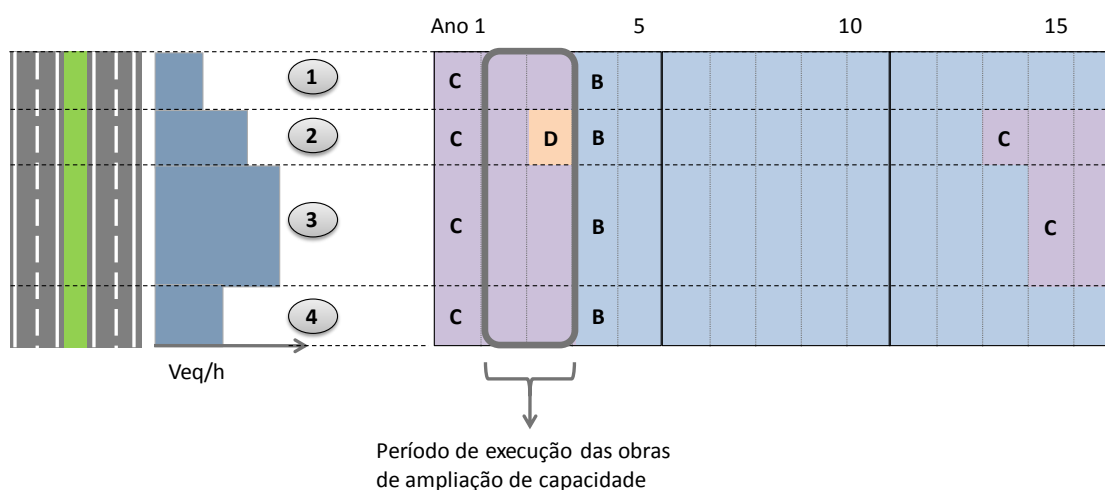 Ano 1 5 10 15
1 C B
2 C D B C
3 C B C
4 C B
Veq/h
Período de execução das obras
de ampliação de capacidade